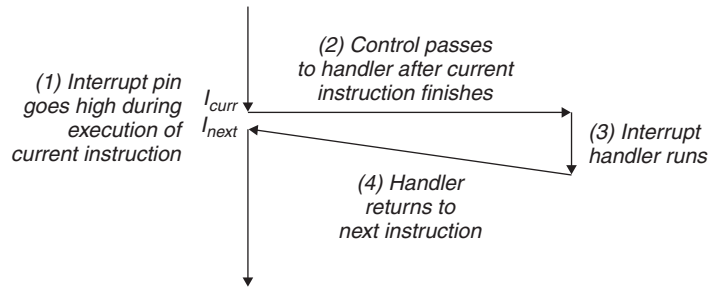 (1) Interrupt pin
goes high during
execution of
current instruction
I_curr
I_next
(2) Control passes
to handler after current
instruction finishes
(3) Interrupt
handler runs
(4) Handler
returns to
next instruction